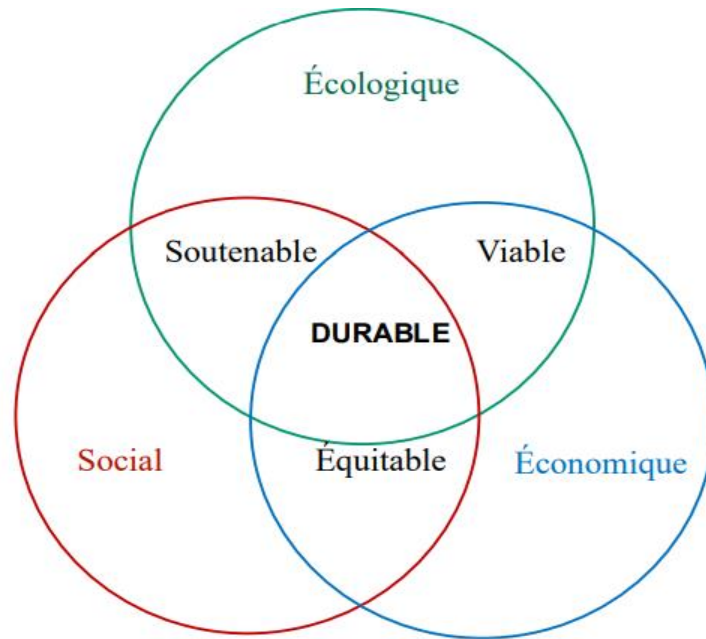 Écologique
Soutenable
Viable
DURABLE
Social
Équitable
Économique